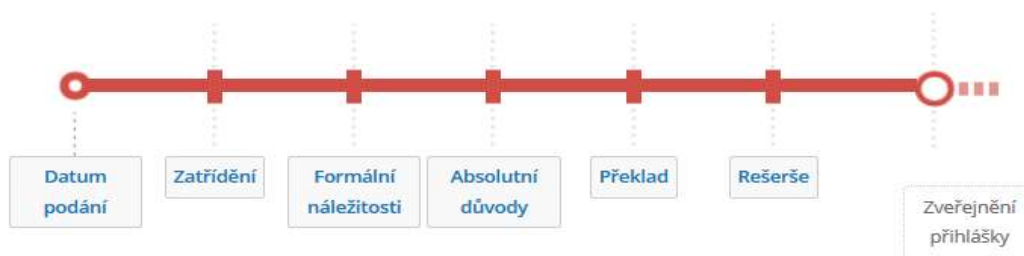 Datum
podání
Zatřídění
Formální
náležitosti
Absolutní
důvody
Překlad
Rešerše
Zveřejnění
přihlášky